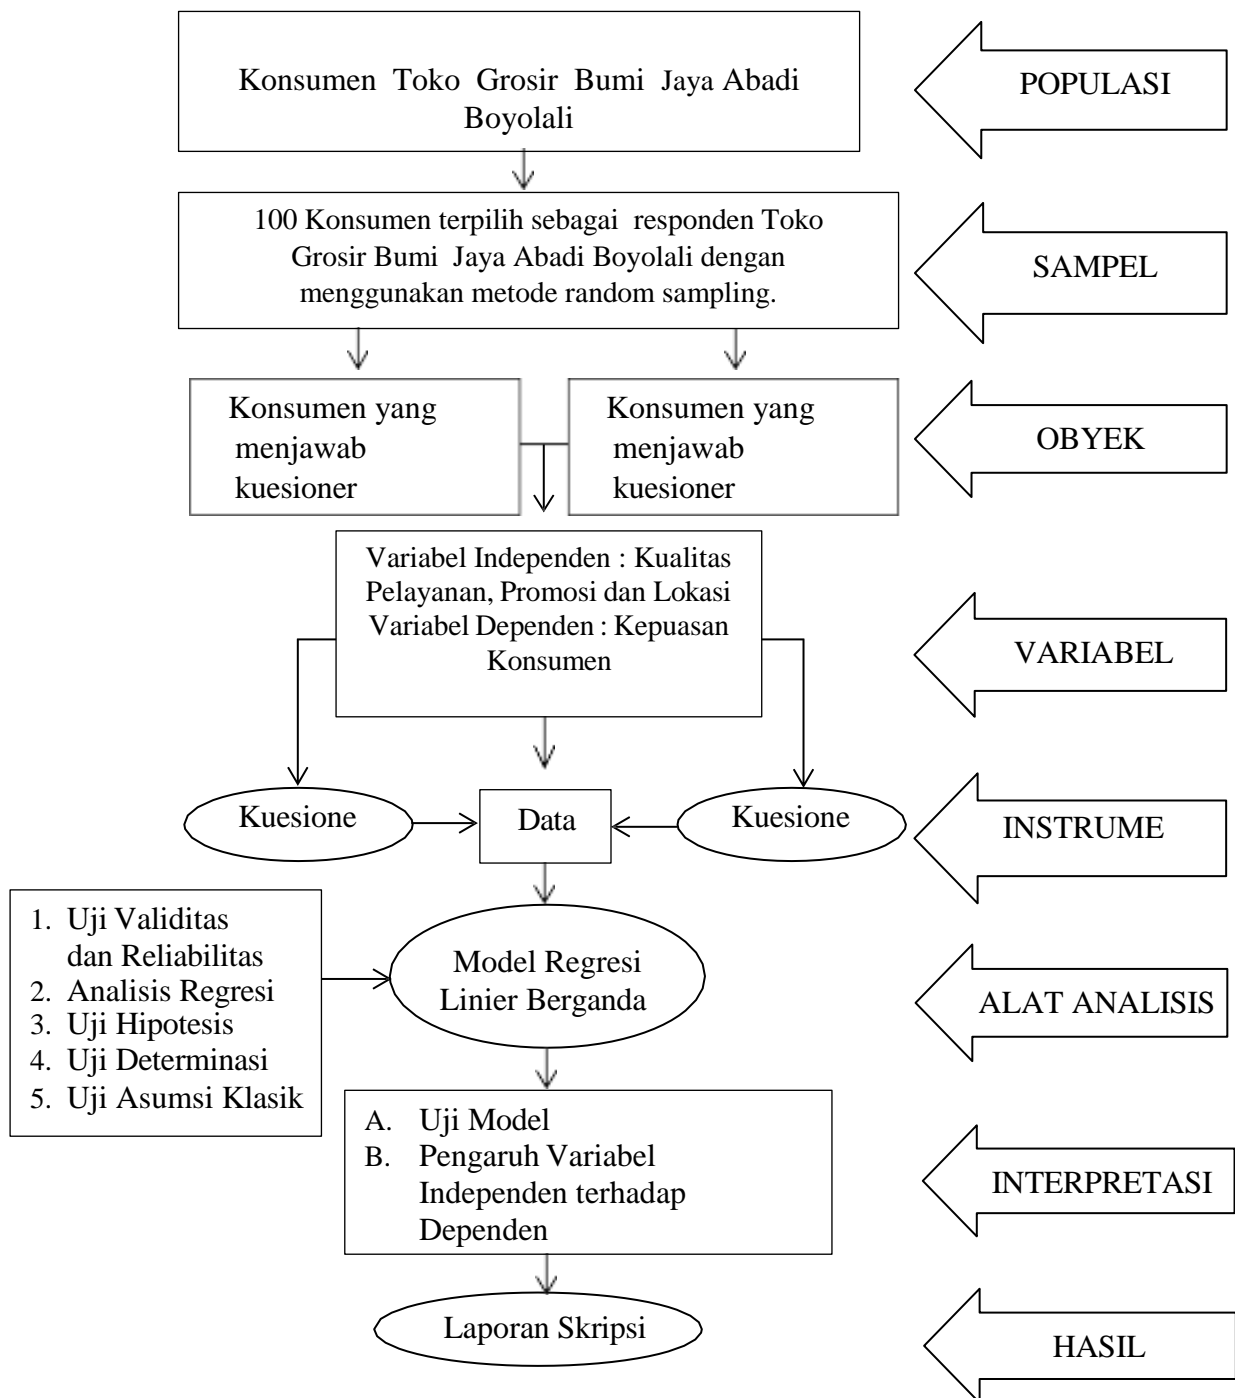 Konsumen Toko Grosir Bumi Jaya Abadi
Boyolali
POPULASI
100 Konsumen terpilih sebagai responden Toko
Grosir Bumi Jaya Abadi Boyolali dengan
menggunakan metode random sampling.
SAMPEL
Konsumen yang
menjawab
kuesioner
Konsumen yang
menjawab
kuesioner
OBYEK
Variabel Independen : Kualitas
Pelayanan, Promosi dan Lokasi
Variabel Dependen : Kepuasan
Konsumen
VARIABEL
Kuesione
Data
Kuesione
INSTRUME
1. Uji Validitas
dan Reliabilitas
2. Analisis Regresi
3. Uji Hipotesis
4. Uji Determinasi
5. Uji Asumsi Klasik
Model Regresi
Linier Berganda
ALAT ANALISIS
A. Uji Model
B. Pengaruh Variabel
Independen terhadap
Dependen
INTERPRETASI
Laporan Skripsi
HASIL